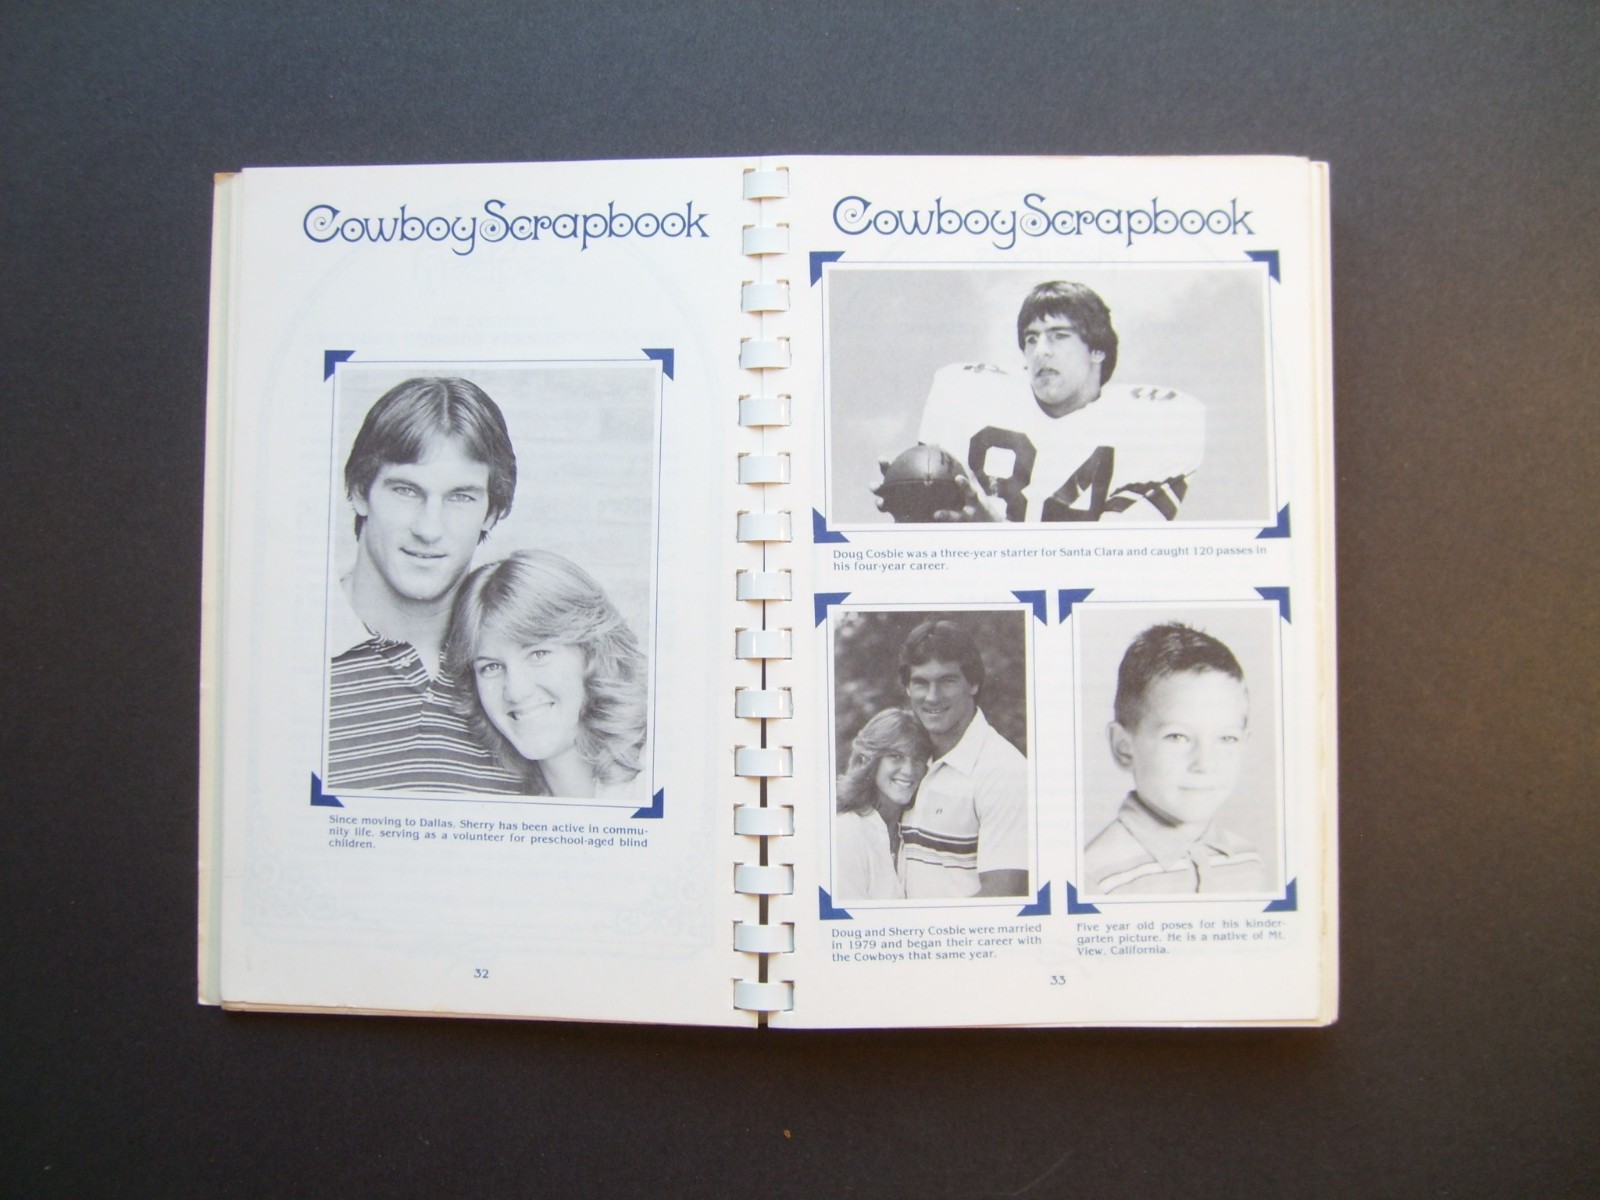 Cowboy Scrapbook
Since moving to Dallas, Sherry has been active in commu-
nity life, serving as a volunteer for preschool-aged blind
children.
32
Cowboy Scrapbook
84
Doug Cosbie was a three-year starter for Santa Clara and caught 120 passes in
his four-year career.
Doug and Sherry Cosbie were married
in 1979 and began their career with
the Cowboys that same year.
Five year old poses for his kinder-
garten picture. He is a native of Mt.
View, California.
33